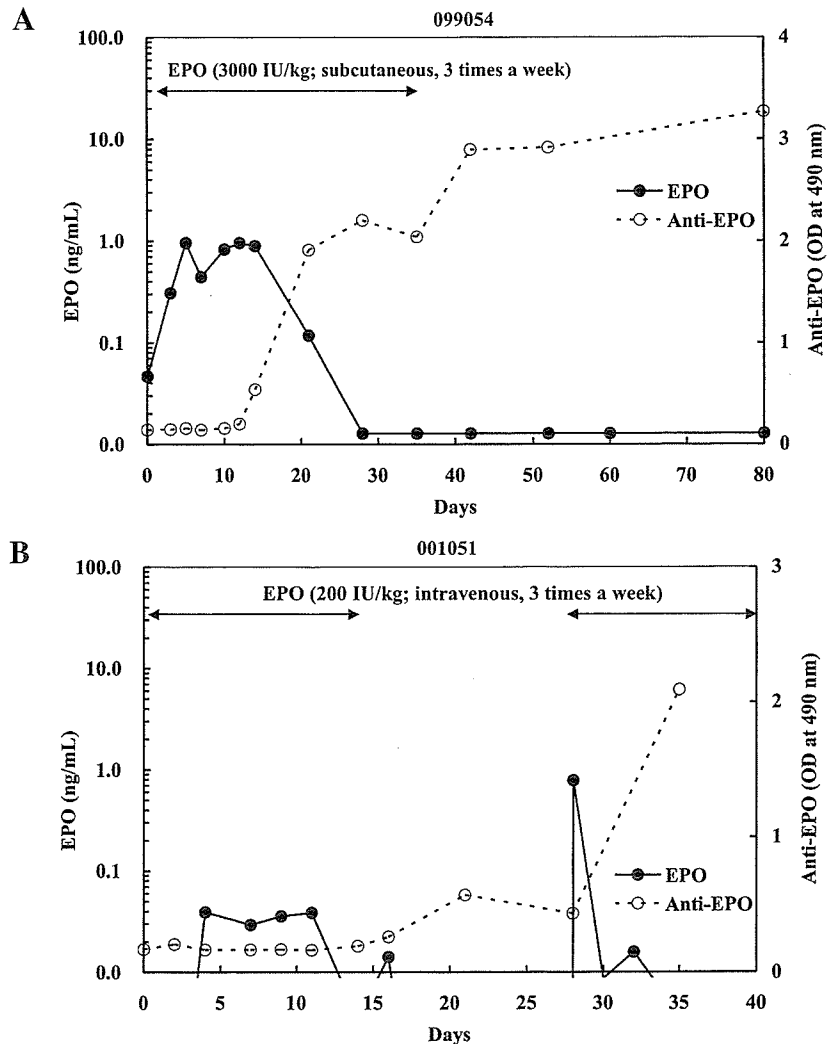 A
099054
100.0
10.0
1.0
0.1
0.0
EPO (ng/mL)
EPO (3000 IU/kg; subcutaneous, 3 times a week)
EPO
Anti-EPO
4
3
2
1
0
Anti-EPO (OD at 490 nm)
0 10 20 30 40 50 60 70 80
Days
B
001051
100.0
10.0
1.0
0.1
0.0
EPO (ng/mL)
EPO (200 IU/kg; intravenous, 3 times a week)
EPO
Anti-EPO
3
2
1
0
Anti-EPO (OD at 490 nm)
0 5 10 15 20 25 30 35 40
Days